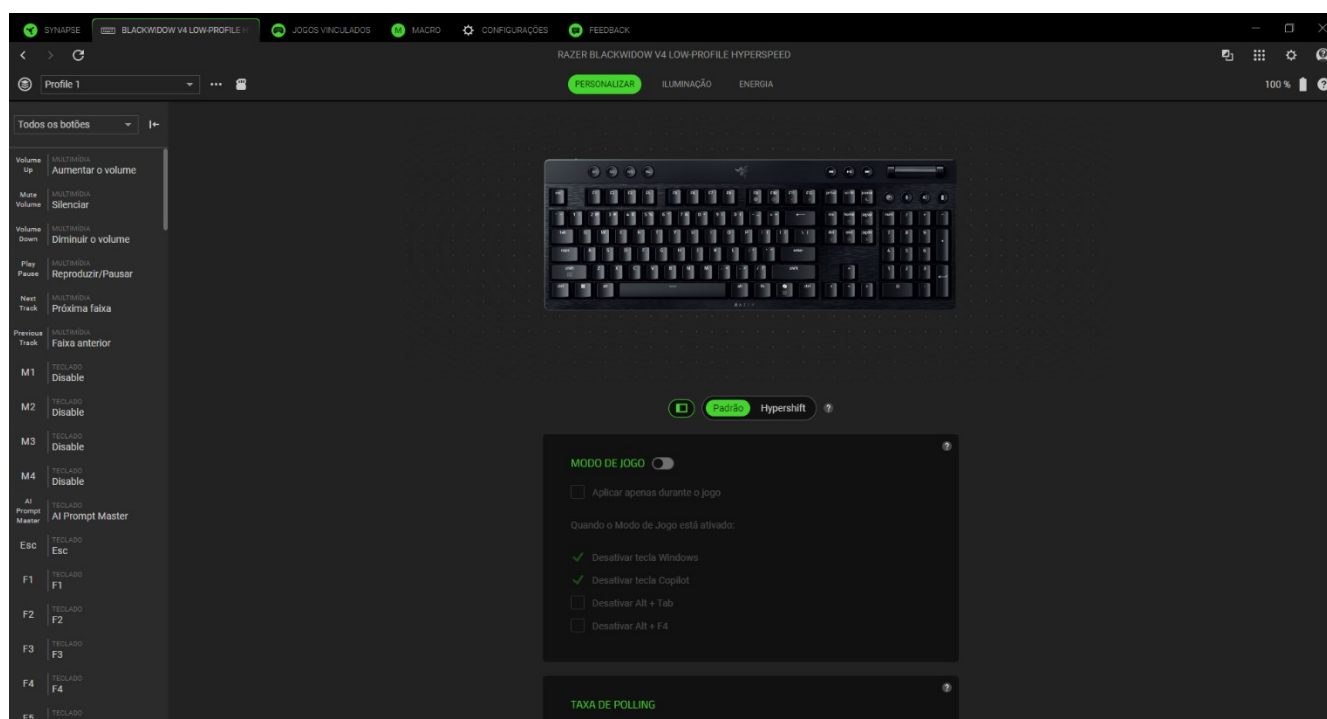 SYNAPSE
BLACKWIDOW V4 LOW-PROFILE H
JOGOS VINCULADOS
MACRO
CONFIGURAÇÕES
FEEDBACK
RAZER BLACKWIDOW V4 LOW-PROFILE HYPERSPEED
Profile 1
PERSONALIZAR
ILUMINAÇÃO
ENERGIA
100 %
Todos os botões
Volume Up
MULTIMÍDIA
Aumentar o volume
Mute Volume
MULTIMÍDIA
Silenciar
Volume Down
MULTIMÍDIA
Diminuir o volume
Play Pause
MULTIMÍDIA
Reproduzir/Pausar
Next Track
MULTIMÍDIA
Próxima faixa
Previous Track
MULTIMÍDIA
Faixa anterior
M1
TECLADO
Disable
M2
TECLADO
Disable
M3
TECLADO
Disable
M4
TECLADO
Disable
AI Prompt Master
TECLADO
AI Prompt Master
Esc
TECLADO
Esc
F1
TECLADO
F1
F2
TECLADO
F2
F3
TECLADO
F3
F4
TECLADO
F4
F5
TECLADO
Padrão
Hypershift
MODO DE JOGO
Aplicar apenas durante o jogo
Quando o Modo de Jogo está ativado:
Desativar tecla Windows
Desativar tecla Copilot
Desativar Alt + Tab
Desativar Alt + F4
TAXA DE POLLING